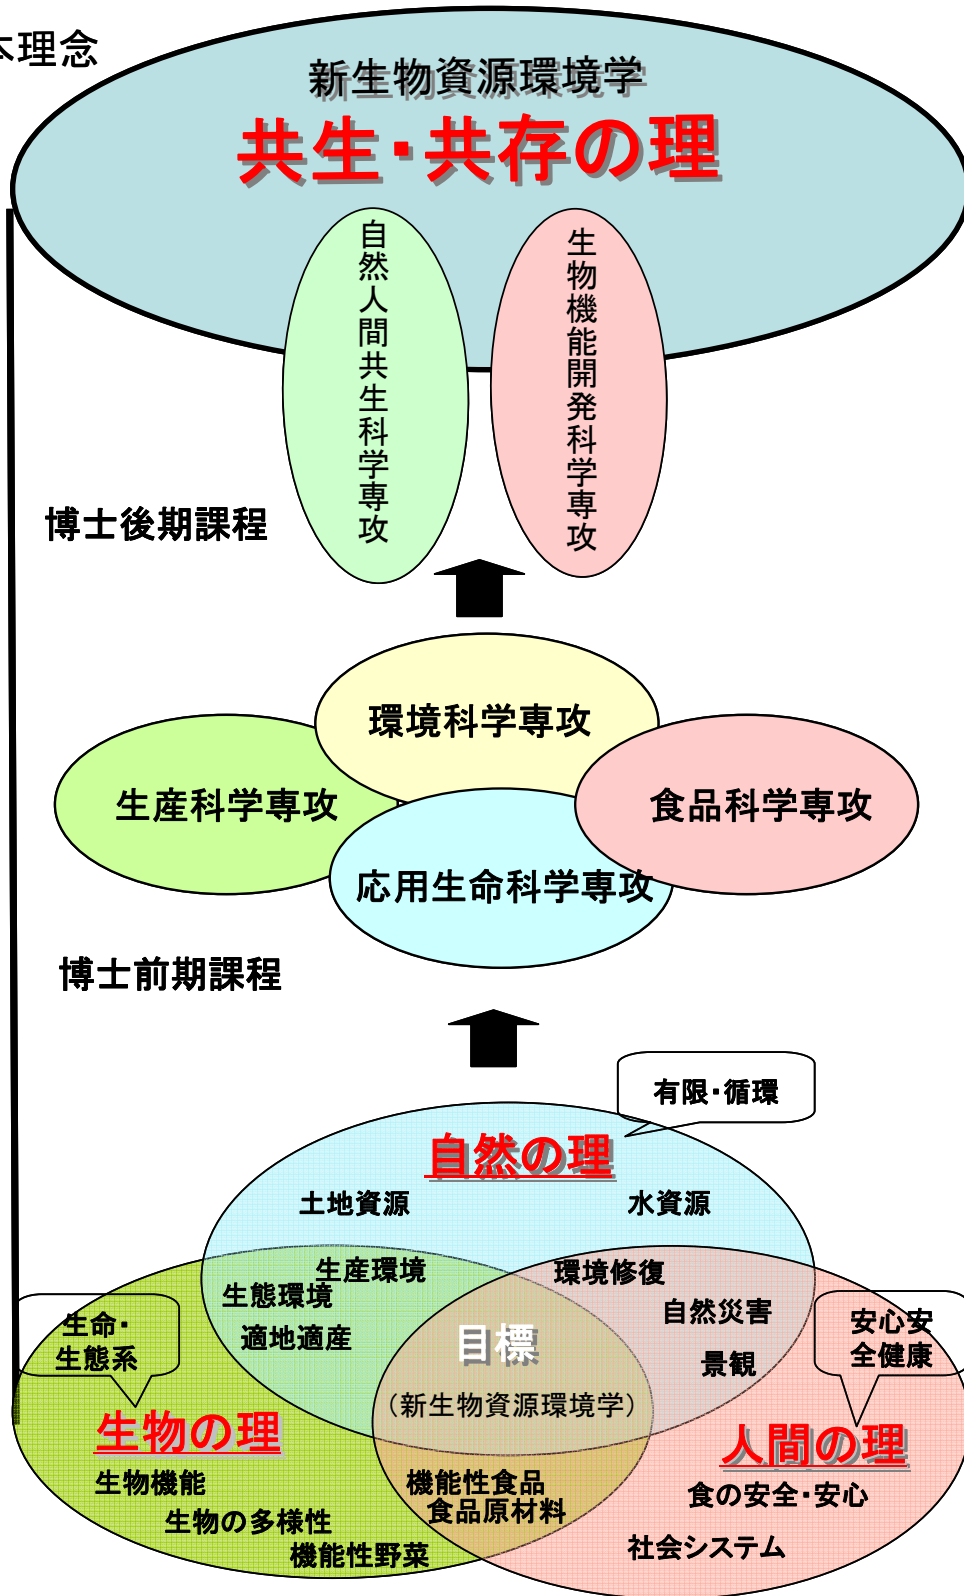 本理念
新生物資源環境学
共生・共存の理
自然人間共生科学専攻
生物機能開発科学専攻
博士後期課程
環境科学専攻
生産科学専攻
食品科学専攻
応用生命科学専攻
博士前期課程
有限・循環
自然の理
土地資源
水資源
生産環境
環境修復
生態環境
自然災害
生命・
生態系
安心安
全健康
適地適産
目標
景観
(新生物資源環境学)
生物の理
人間の理
生物機能
機能性食品
食品原材料
食の安全・安心
生物の多様性
機能性野菜
社会システム